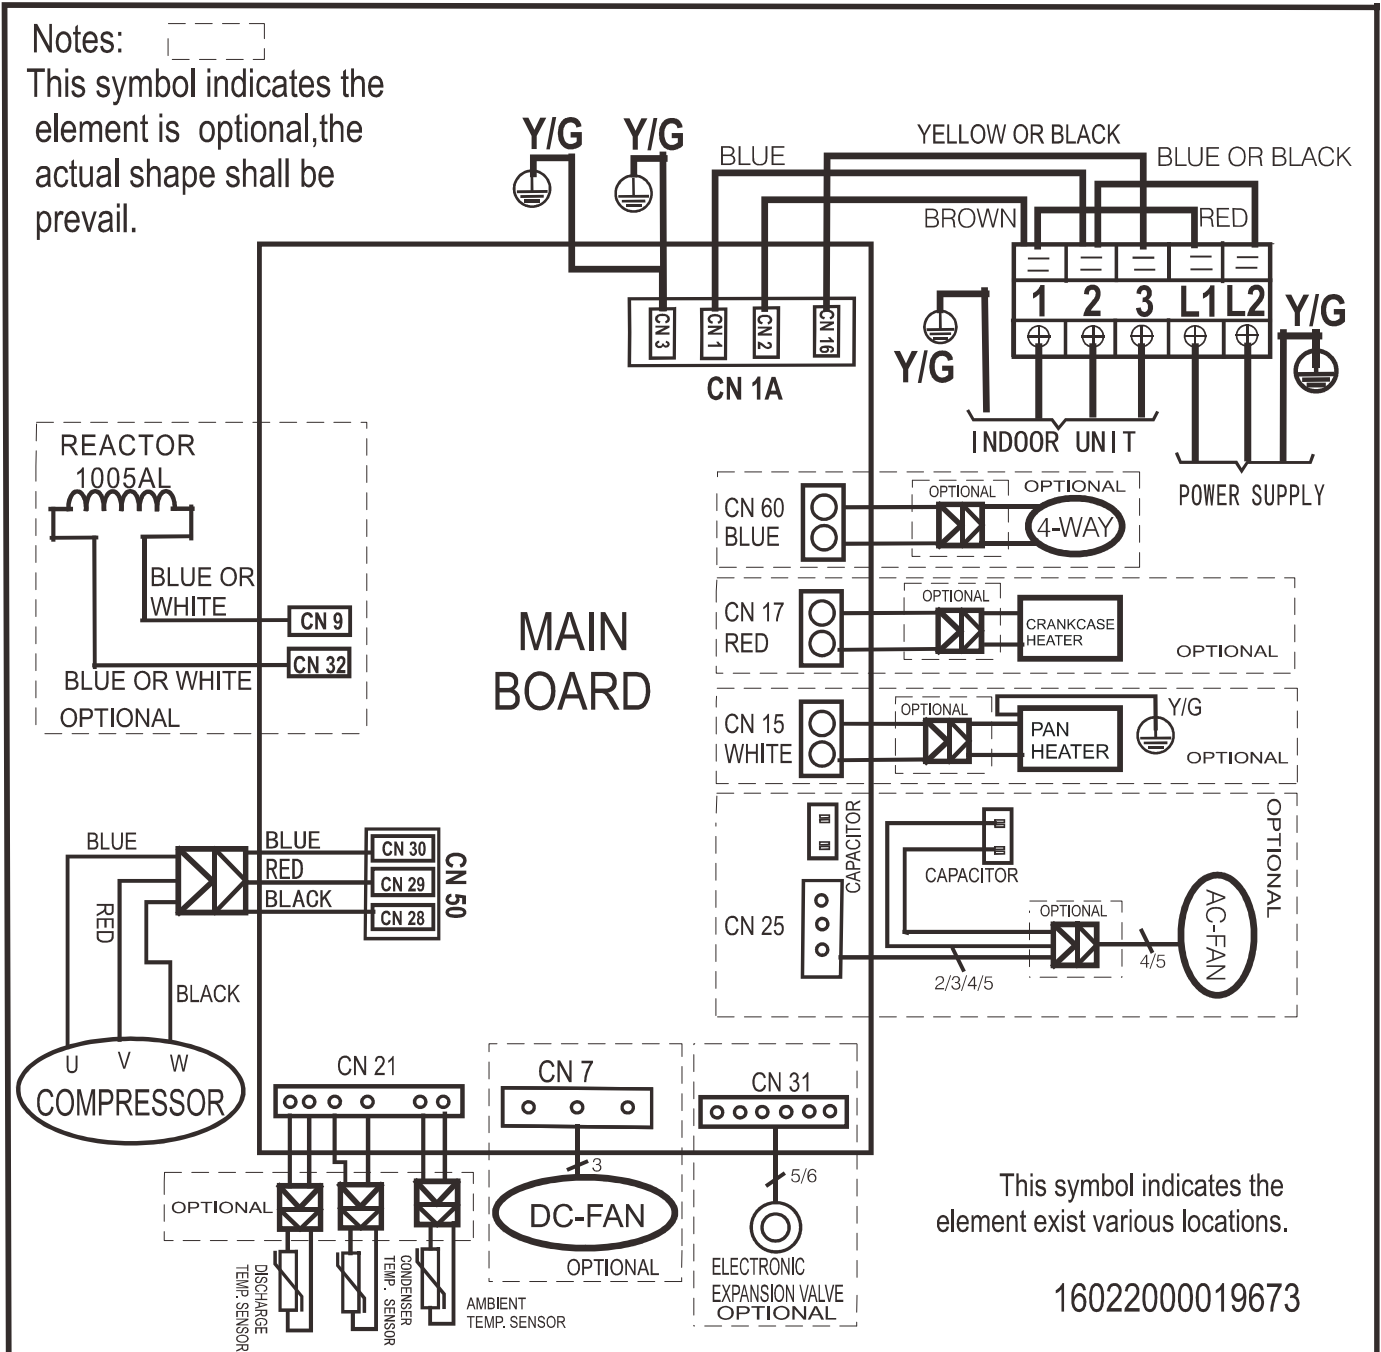 Notes:
This symbol indicates the
element is optional,the
actual shape shall be
prevail.
Y/G
Y/G
BLUE
YELLOW OR BLACK
BLUE OR BLACK
BROWN
RED
1 2 3 L1 L2
Y/G
Y/G
CN 3
CN 1
CN 2
CN 16
CN 1A
INDOOR UNIT
POWER SUPPLY
REACTOR
1005AL
BLUE OR
WHITE
CN 9
CN 32
BLUE OR WHITE
OPTIONAL
MAIN
BOARD
CN 60
BLUE
OPTIONAL
OPTIONAL
4-WAY
CN 17
RED
OPTIONAL
CRANKCASE
HEATER
OPTIONAL
CN 15
WHITE
OPTIONAL
PAN
HEATER
Y/G
OPTIONAL
CAPACITOR
CN 25
CAPACITOR
2/3/4/5
OPTIONAL
4/5
AC-FAN
OPTIONAL
BLUE
RED
BLACK
BLUE
RED
BLACK
CN 30
CN 29
CN 28
CN 50
U V W
COMPRESSOR
CN 21
OPTIONAL
DISCHARGE
TEMP. SENSOR
CONDENSER
TEMP. SENSOR
AMBIENT
TEMP. SENSOR
CN 7
3
DC-FAN
OPTIONAL
CN 31
5/6
ELECTRONIC
EXPANSION VALVE
OPTIONAL
This symbol indicates the
element exist various locations.
16022000019673